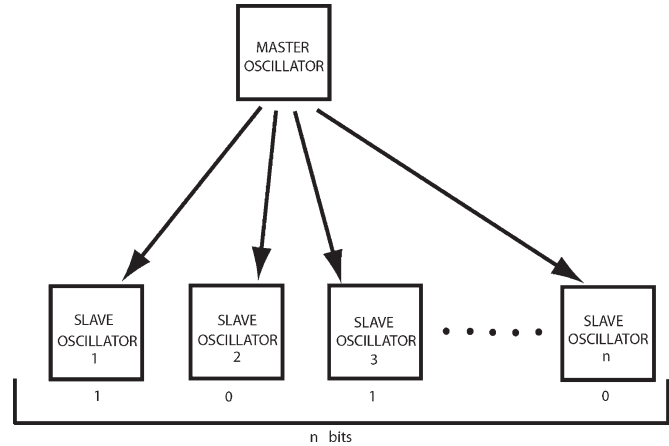 MASTER
OSCILLATOR
SLAVE
OSCILLATOR
1
SLAVE
OSCILLATOR
2
SLAVE
OSCILLATOR
3
SLAVE
OSCILLATOR
n
1
0
1
0
n bits